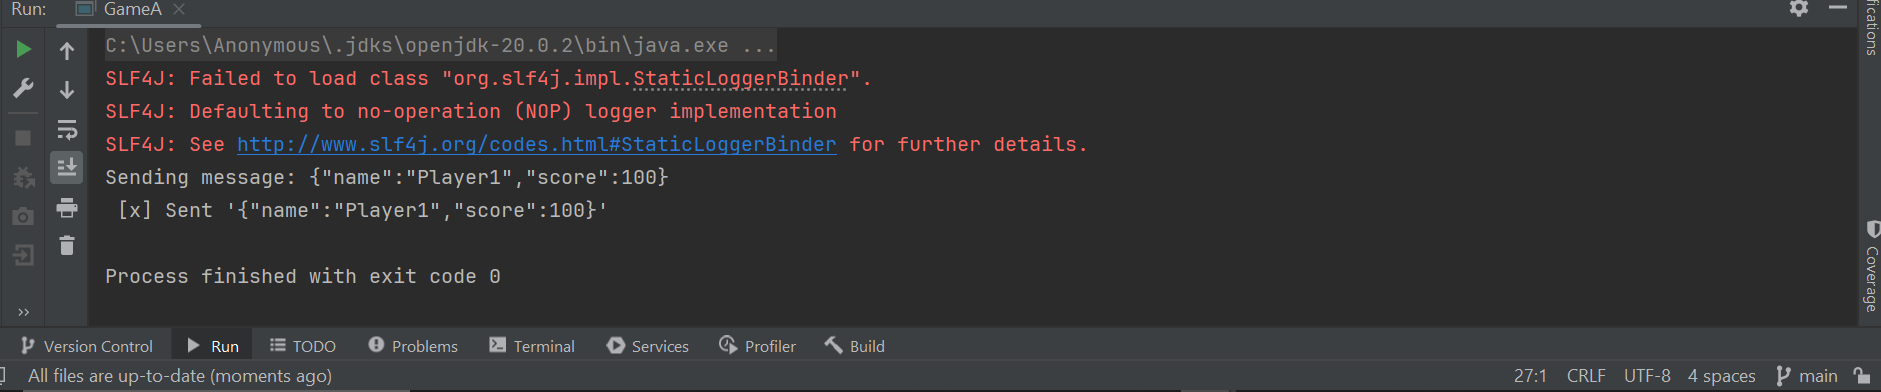 Run: GameA
C:\Users\Anonymous\.jdks\openjdk-20.0.2\bin\java.exe ...
SLF4J: Failed to load class "org.slf4j.impl.StaticLoggerBinder".
SLF4J: Defaulting to no-operation (NOP) logger implementation
SLF4J: See http://www.slf4j.org/codes.html#StaticLoggerBinder for further details.
Sending message: {"name":"Player1","score":100}
[x] Sent '{"name":"Player1","score":100}'
Process finished with exit code 0
Coverage
Version Control Run TODO Problems Terminal Services Profiler Build
All files are up-to-date (moments ago) 27:1 CRLF UTF-8 4 spaces main